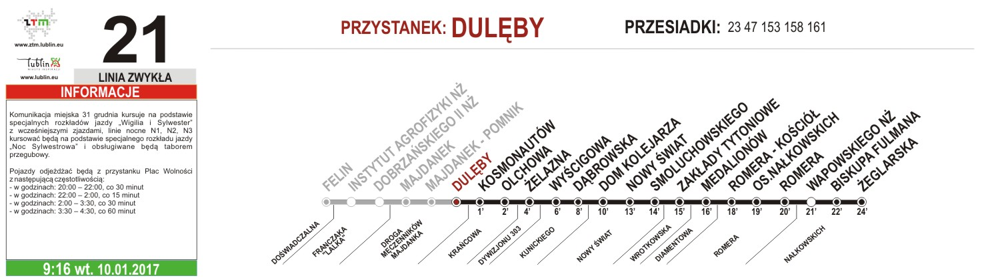 ztm
www.ztm.lublin.eu
lublin
MIASTO INSPIRACJI
www.lublin.eu
21
LINIA ZWYKŁA
INFORMACJE
Komunikacja miejska 31 grudnia kursuje na podstawie
specjalnych rozkładów jazdy „Wigilia i Sylwester”
z wcześniejszymi zjazdami, linie nocne N1, N2, N3
kursować będą na podstawie specjalnego rozkładu jazdy
„Noc Sylwestrowa” i obsługiwane będą taborem
przegubowy.
Pojazdy odjeżdżać będą z przystanku Plac Wolności
z następującą częstotliwością:
- w godzinach: 20:00 – 22:00, co 30 minut
- w godzinach: 22:00 – 2:00, co 15 minut
- w godzinach: 2:00 – 3:30, co 30 minut
- w godzinach: 3:30 – 4:30, co 60 minut
9:16 wt. 10.01.2017
PRZYSTANEK: DULĘBY
PRZESIADKI: 23 47 153 158 161
FELIN
INSTYTUT AGROFIZYKI NŻ
DOBRZAŃSKIEGO II NŻ
MAJDANEK
MAJDANEK - POMNIK
DULĘBY
KOSMONAUTÓW
OLCHOWA
ŻELAZNA
WYŚCIGOWA
DĄBROWSKA
DOM KOLEJARZA
NOWY ŚWIAT
SMOLUCHOWSKIEGO
ZAKŁADY TYTONIOWE
MEDALIONÓW
ROMERA - KOŚCIÓŁ
OS.NAŁKOWSKICH
ROMERA
WAPOWSKIEGO NŻ
BISKUPA FULMANA
ŻEGLARSKA
1’ 2’ 4’ 6’ 8’ 10’ 13’ 14’ 15’ 16’ 18’ 19’ 20’ 21’ 22’ 24’
DOŚWIADCZALNA
FRANCZAKA
"LALKA"
DROGA
MĘCZENNIKÓW
MAJDANKA
KRAŃCOWA
DYWIZJONU 303
KUNICKIEGO
NOWY ŚWIAT
WROTKOWSKA
DIAMENTOWA
ROMERA
NAŁKOWSKICH